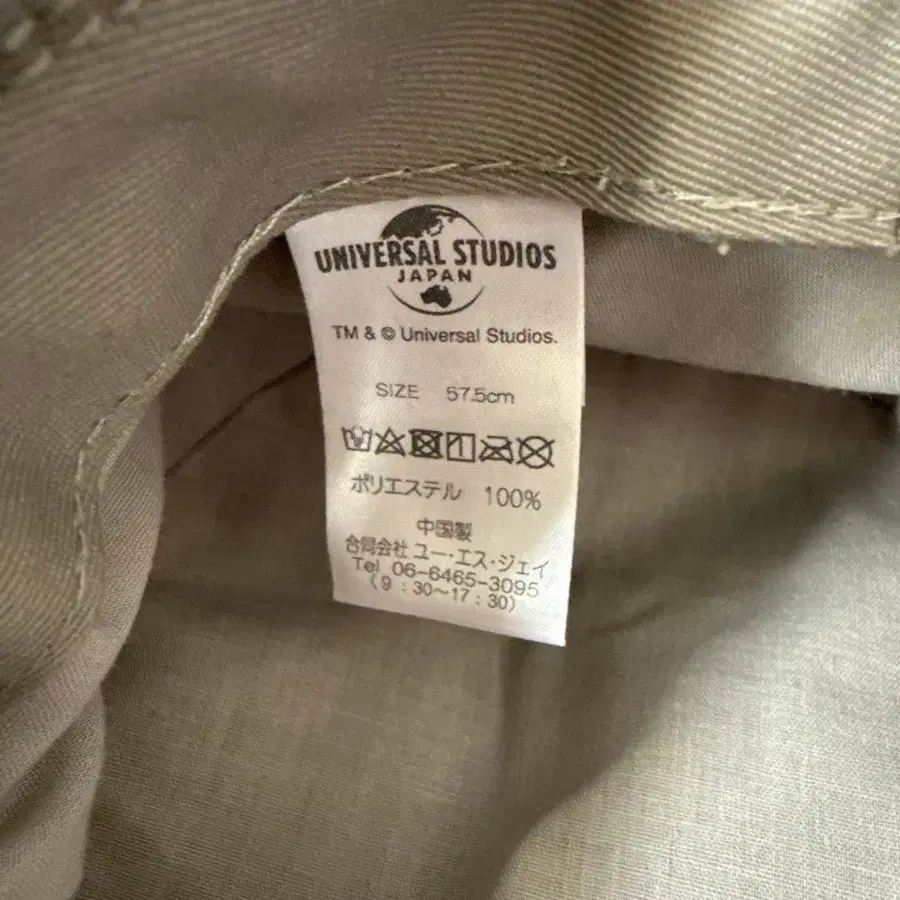 UNIVERSAL STUDIOS
JAPAN
TM & © Universal Studios.
SIZE 57.5cm
ポリエステル 100%
中国製
合同会社 ユー・エス・ジェイ
Tel 06-6465-3095
(9:30～17:30)